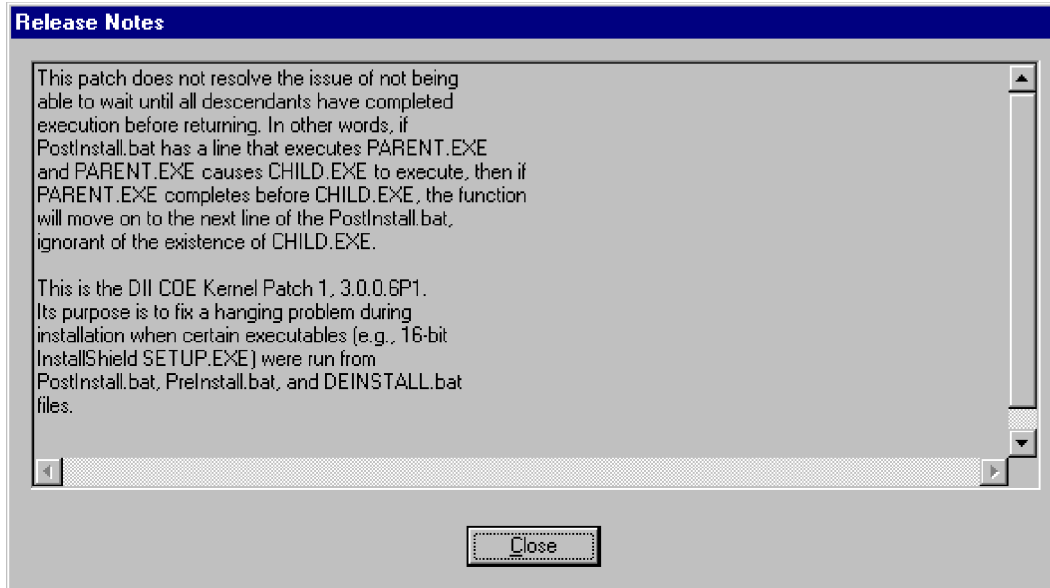 Release Notes
This patch does not resolve the issue of not being
able to wait until all descendants have completed
execution before returning. In other words, if
PostInstall.bat has a line that executes PARENT.EXE
and PARENT.EXE causes CHILD.EXE to execute, then if
PARENT.EXE completes before CHILD.EXE, the function
will move on to the next line of the PostInstall.bat,
ignorant of the existence of CHILD.EXE.
This is the DII COE Kernel Patch 1, 3.0.0.6P1.
Its purpose is to fix a hanging problem during
installation when certain executables (e.g., 16-bit
InstallShield SETUP.EXE) were run from
PostInstall.bat, PreInstall.bat, and DEINSTALL.bat
files.
Close